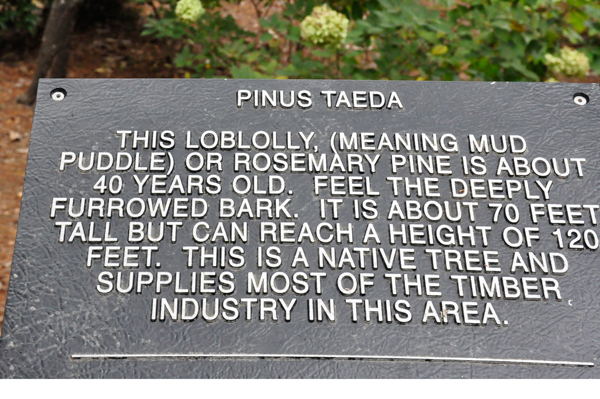 PINUS TAEDA
THIS LOBLOLLY, (MEANING MUD
PUDDLE) OR ROSEMARY PINE IS ABOUT
40 YEARS OLD. FEEL THE DEEPLY
FURROWED BARK. IT IS ABOUT 70 FEET
TALL BUT CAN REACH A HEIGHT OF 120
FEET. THIS IS A NATIVE TREE AND
SUPPLIES MOST OF THE TIMBER
INDUSTRY IN THIS AREA.